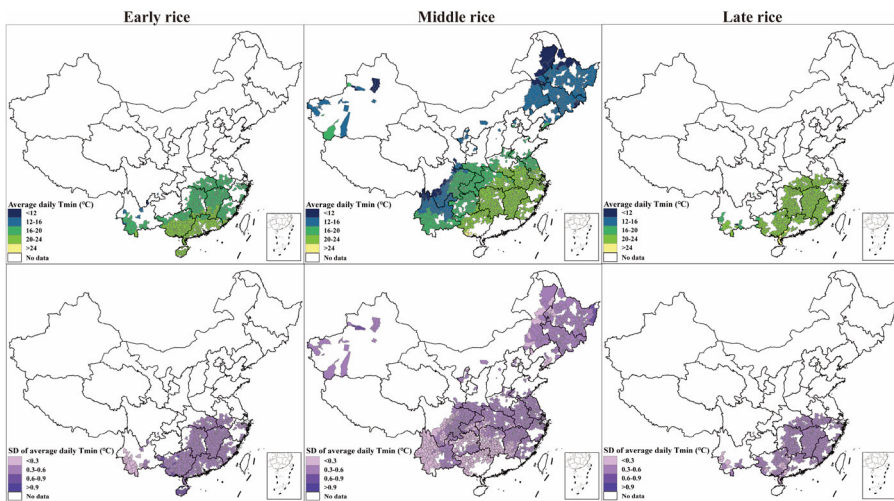 Early rice
Middle rice
Late rice
Average daily Tmin (°C)
<12
12-16
16-20
20-24
>24
No data
Average daily Tmin (°C)
<12
12-16
16-20
20-24
>24
No data
Average daily Tmin (°C)
<12
12-16
16-20
20-24
>24
No data
SD of average daily Tmin (°C)
<0.3
0.3-0.6
0.6-0.9
>0.9
No data
SD of average daily Tmin (°C)
<0.3
0.3-0.6
0.6-0.9
>0.9
No data
SD of average daily Tmin (°C)
<0.3
0.3-0.6
0.6-0.9
>0.9
No data